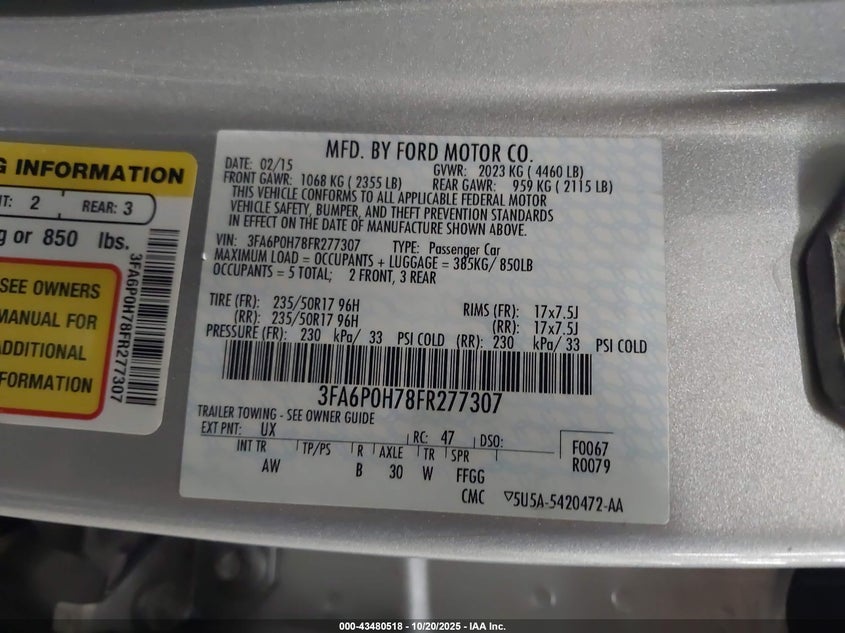 G INFORMATION
NT: 2 REAR: 3
g or 850 lbs.
SEE OWNERS
MANUAL FOR
ADDITIONAL
INFORMATION
3FA6P0H78FR277307
MFD. BY FORD MOTOR CO.
DATE: 02/15 GVWR: 2023 KG ( 4460 LB)
FRONT GAWR: 1068 KG ( 2355 LB) REAR GAWR: 959 KG ( 2115 LB)
THIS VEHICLE CONFORMS TO ALL APPLICABLE FEDERAL MOTOR
VEHICLE SAFETY, BUMPER, AND THEFT PREVENTION STANDARDS
IN EFFECT ON THE DATE OF MANUFACTURE SHOWN ABOVE.
VIN: 3FA6P0H78FR277307 TYPE: Passenger Car
MAXIMUM LOAD = OCCUPANTS + LUGGAGE = 385KG/ 850LB
OCCUPANTS = 5 TOTAL; 2 FRONT, 3 REAR
TIRE (FR): 235/50R17 96H RIMS (FR): 17x7.5J
(RR): 235/50R17 96H (RR): 17x7.5J
PRESSURE (FR): 230 kPa/ 33 PSI COLD (RR): 230 kPa/ 33 PSI COLD
3FA6P0H78FR277307
TRAILER TOWING - SEE OWNER GUIDE
EXT PNT: UX RC: 47 DSO: F0067
INT TR TP/PS R AXLE TR SPR R0079
AW B 30 W FFGG
CMC ▽5U5A-5420472-AA
000-43480518 - 10/20/2025 - IAA Inc.